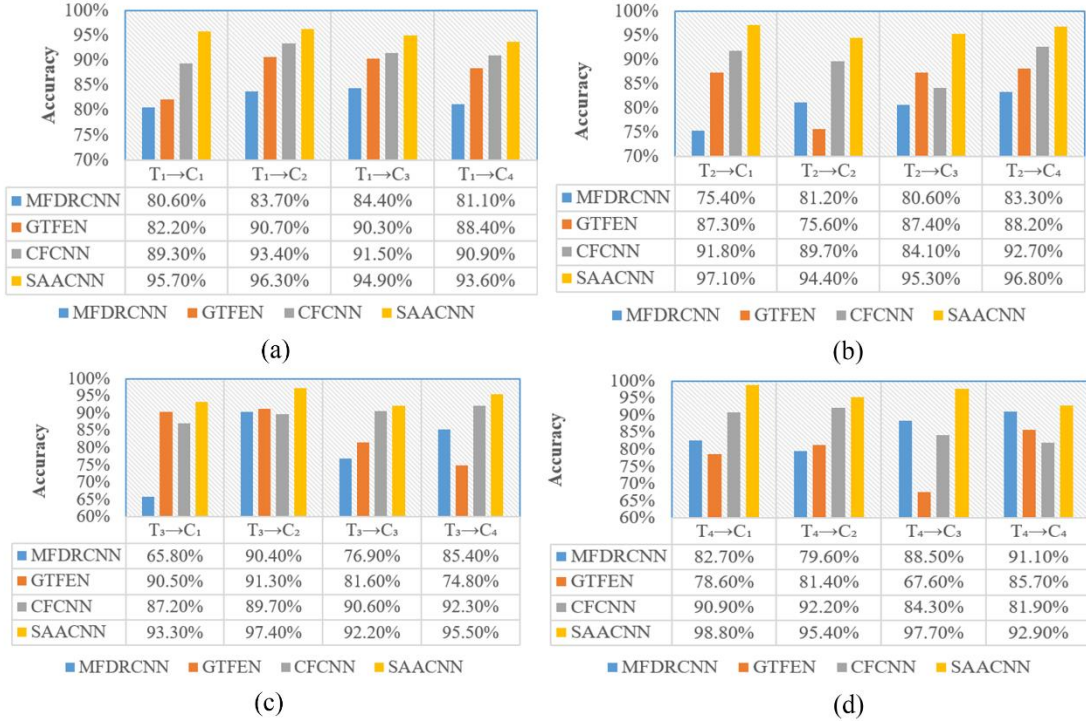 100%
95%
90%
85%
80%
75%
70%
Accuracy
T₁→C₁ T₁→C₂ T₁→C₃ T₁→C₄
MFDRCNN 80.60% 83.70% 84.40% 81.10%
GTFEN 82.20% 90.70% 90.30% 88.40%
CFCNN 89.30% 93.40% 91.50% 90.90%
SAACNN 95.70% 96.30% 94.90% 93.60%
MFDRCNN GTFEN CFCNN SAACNN
(a)
100%
95%
90%
85%
80%
75%
70%
Accuracy
T₂→C₁ T₂→C₂ T₂→C₃ T₂→C₄
MFDRCNN 75.40% 81.20% 80.60% 83.30%
GTFEN 87.30% 75.60% 87.40% 88.20%
CFCNN 91.80% 89.70% 84.10% 92.70%
SAACNN 97.10% 94.40% 95.30% 96.80%
MFDRCNN GTFEN CFCNN SAACNN
(b)
100%
95%
90%
85%
80%
75%
70%
65%
60%
Accuracy
T₃→C₁ T₃→C₂ T₃→C₃ T₃→C₄
MFDRCNN 65.80% 90.40% 76.90% 85.40%
GTFEN 90.50% 91.30% 81.60% 74.80%
CFCNN 87.20% 89.70% 90.60% 92.30%
SAACNN 93.30% 97.40% 92.20% 95.50%
MFDRCNN GTFEN CFCNN SAACNN
(c)
100%
95%
90%
85%
80%
75%
70%
65%
60%
Accuracy
T₄→C₁ T₄→C₂ T₄→C₃ T₄→C₄
MFDRCNN 82.70% 79.60% 88.50% 91.10%
GTFEN 78.60% 81.40% 67.60% 85.70%
CFCNN 90.90% 92.20% 84.30% 81.90%
SAACNN 98.80% 95.40% 97.70% 92.90%
MFDRCNN GTFEN CFCNN SAACNN
(d)